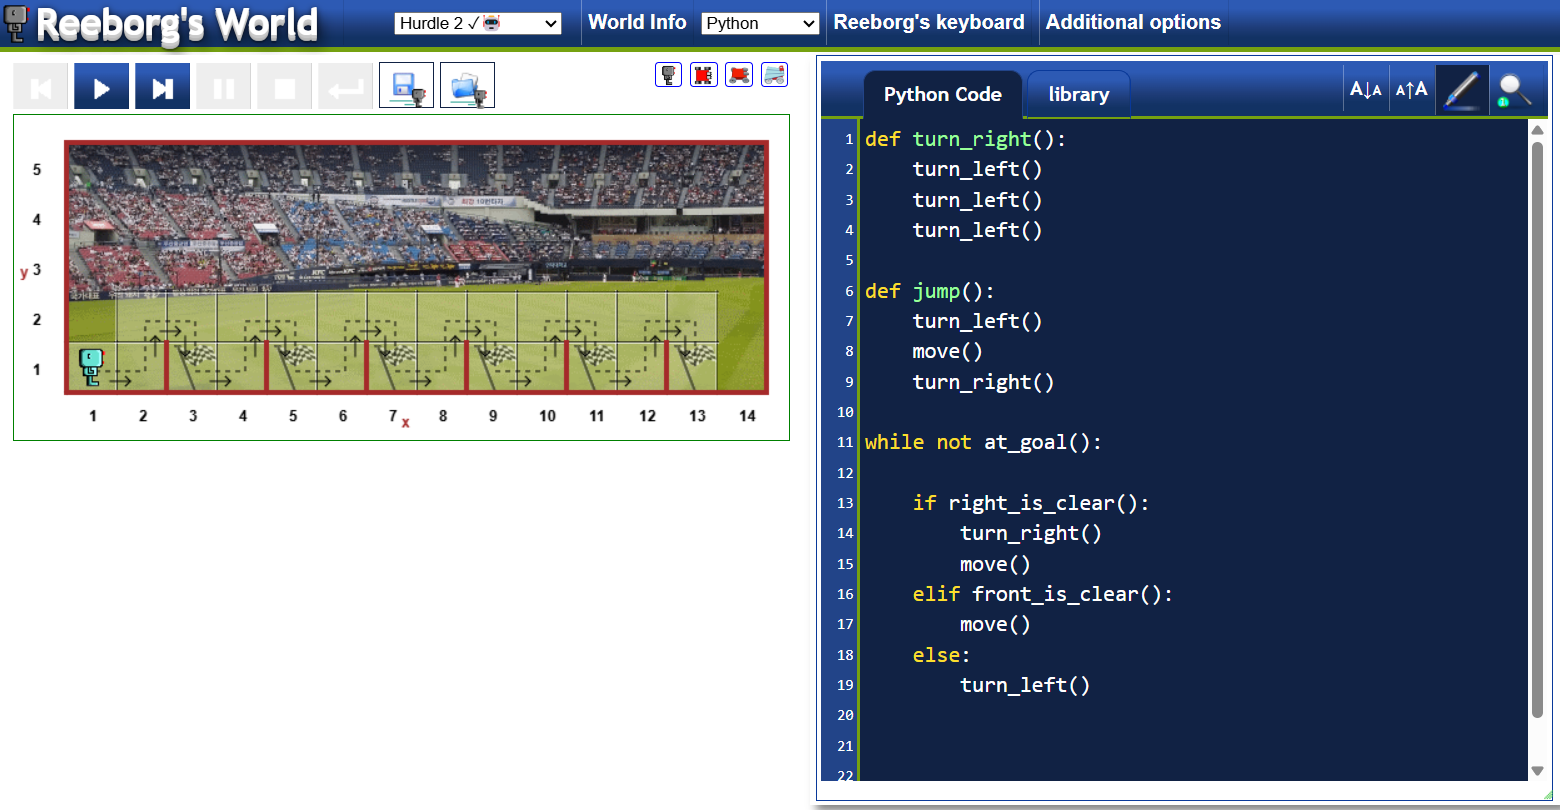 Reeborg's World
Hurdle 2 ✓🤖
World Info
Python
Reeborg's keyboard
Additional options
Python Code
library
A↓A
A↑A
5
4
y 3
2
1
1 2 3 4 5 6 7 x 8 9 10 11 12 13 14
1 def turn_right():
2 turn_left()
3 turn_left()
4 turn_left()
5
6 def jump():
7 turn_left()
8 move()
9 turn_right()
10
11 while not at_goal():
12
13 if right_is_clear():
14 turn_right()
15 move()
16 elif front_is_clear():
17 move()
18 else:
19 turn_left()
20
21
22